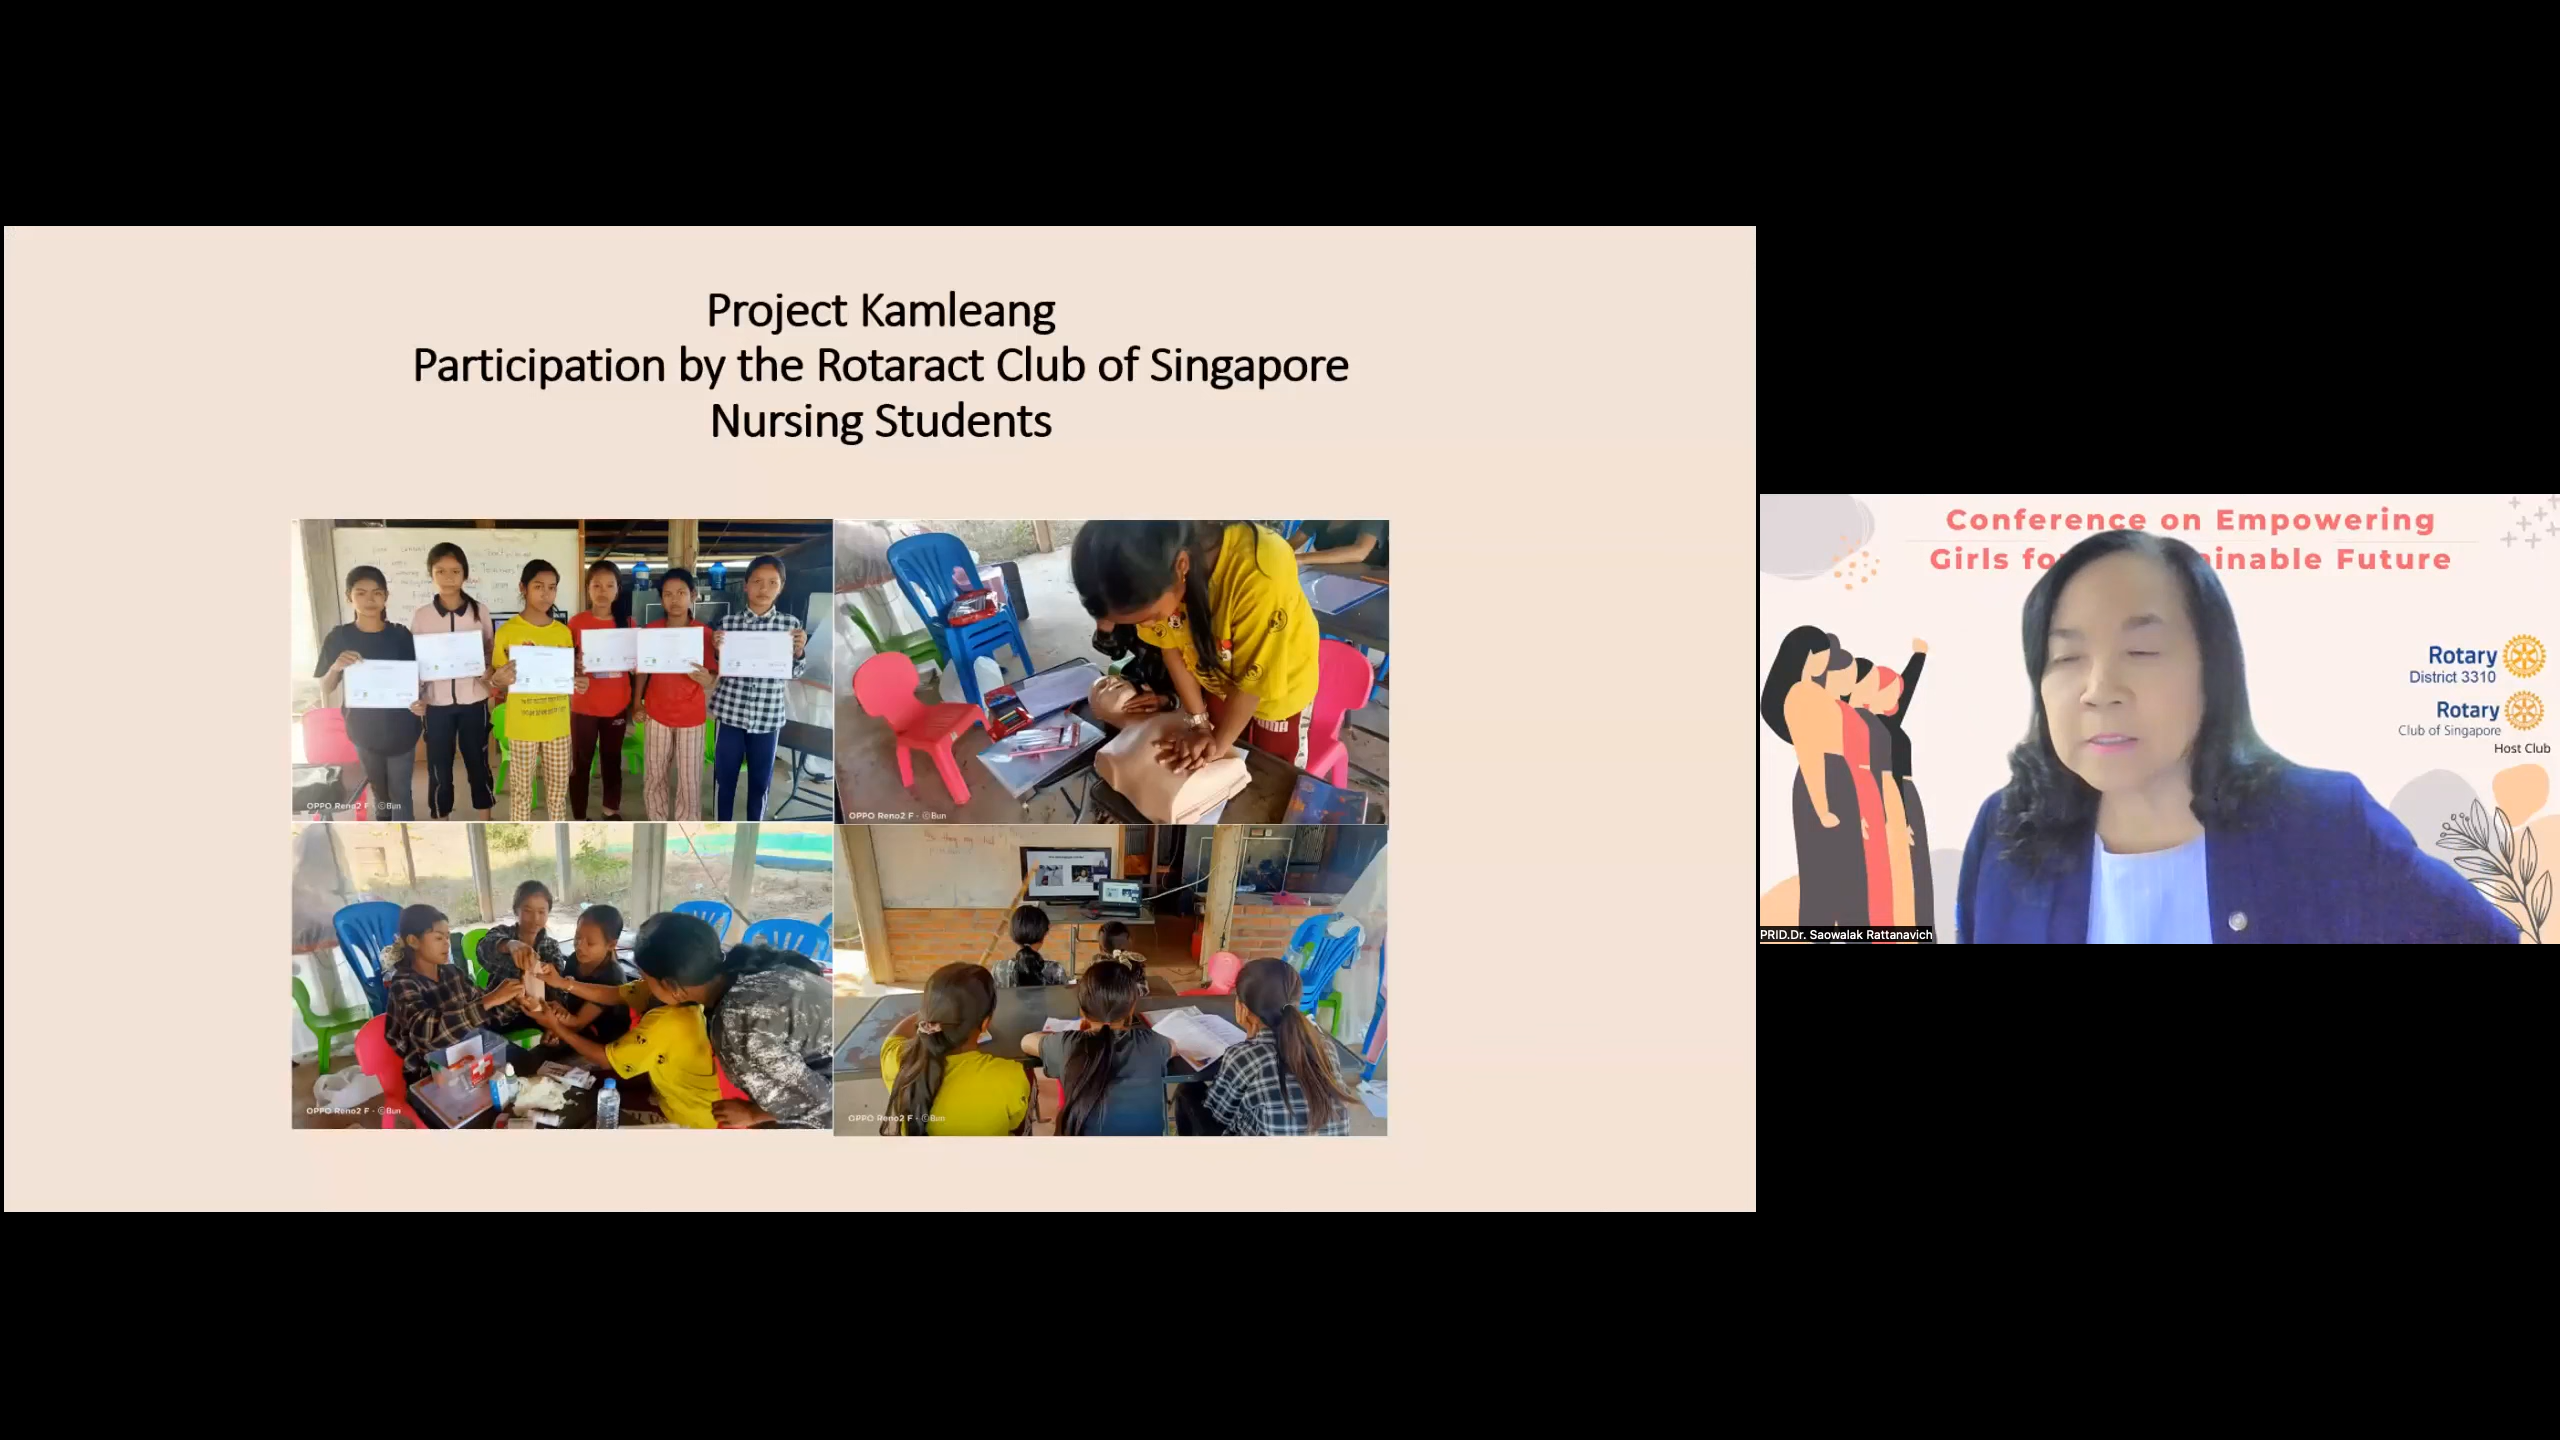 Project Kamleang
Participation by the Rotaract Club of Singapore
Nursing Students
OPPO Reno2 F · ©Bun
OPPO Reno2 F · ©Bun
OPPO Reno2 F · ©Bun
OPPO Reno2 F · ©Bun
Conference on Empowering
Girls fo inable Future
Rotary
District 3310
Rotary
Club of Singapore
Host Club
PRID.Dr. Saowalak Rattanavich